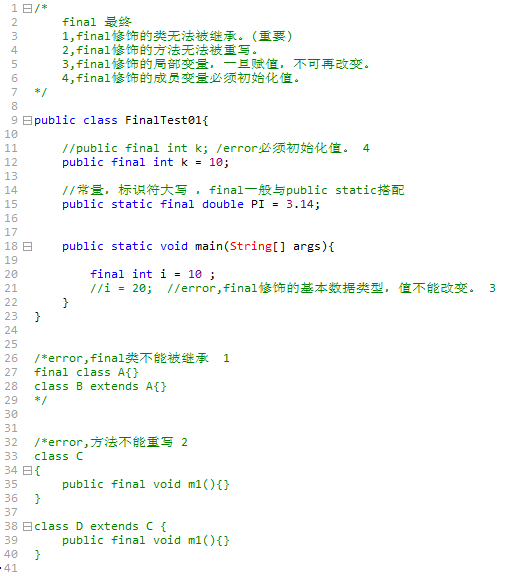 1 /*
2 final 最终
3 1,final修饰的类无法被继承。(重要)
4 2,final修饰的方法无法被重写。
5 3,final修饰的局部变量，一旦赋值，不可再改变。
6 4,final修饰的成员变量必须初始化值。
7 */
8
9 public class FinalTest01{
10
11 //public final int k; /error必须初始化值。 4
12 public final int k = 10;
13
14 //常量，标识符大写 ，final一般与public static搭配
15 public static final double PI = 3.14;
16
17
18 public static void main(String[] args){
19
20 final int i = 10 ;
21 //i = 20; //error,final修饰的基本数据类型，值不能改变。 3
22 }
23 }
24
25
26 /*error,final类不能被继承 1
27 final class A{}
28 class B extends A{}
29 */
30
31
32 /*error,方法不能重写 2
33 class C
34 {
35 public final void m1(){}
36 }
37
38 class D extends C {
39 public final void m1(){}
40 }
41